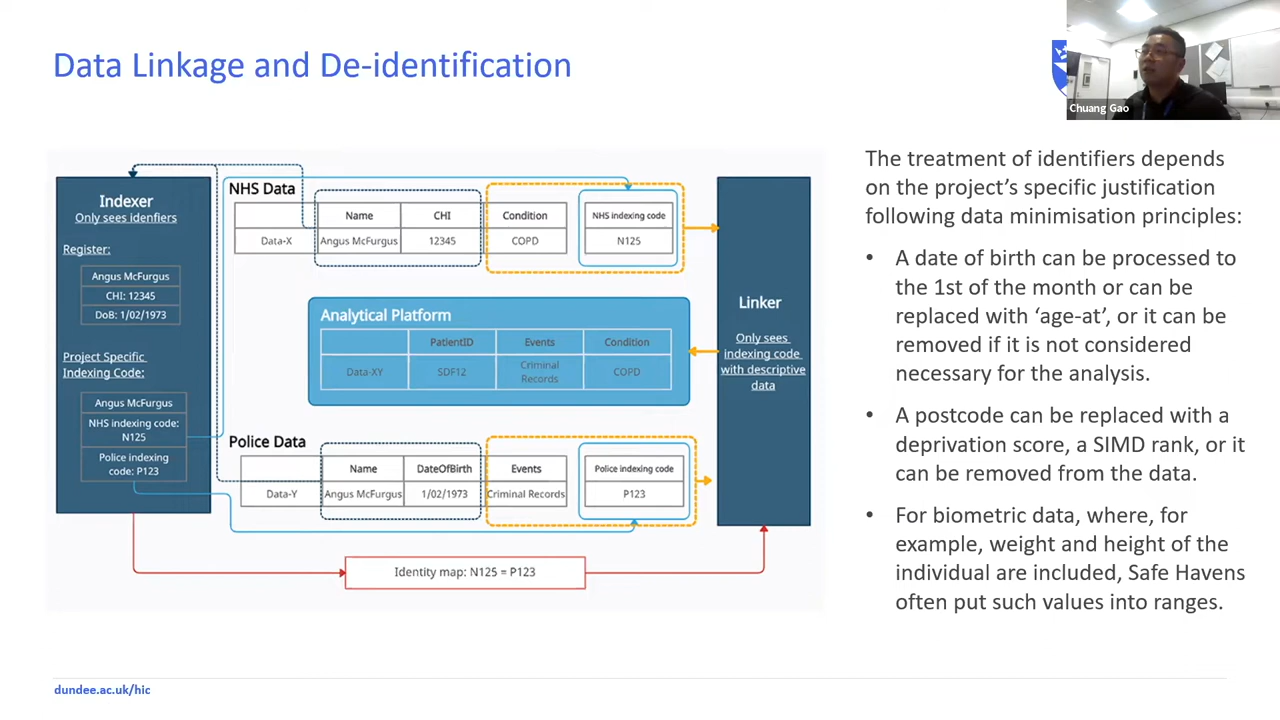 Data Linkage and De-identification
Chuang Gao
Indexer
Only sees idenfiers
Register:
Angus McFurgus
CHI: 12345
DoB: 1/02/1973
Project Specific
Indexing Code:
Angus McFurgus
NHS indexing code:
N125
Police indexing
code: P123
NHS Data
Name CHI Condition NHS indexing code
Data-X Angus McFurgus 12345 COPD N125
Analytical Platform
PatientID Events Condition
Data-XY SDF12 Criminal Records COPD
Police Data
Name DateOfBirth Events Police indexing code
Data-Y Angus McFurgus 1/02/1973 Criminal Records P123
Identity map: N125 = P123
Linker
Only sees
indexing code
with descriptive
data
The treatment of identifiers depends
on the project’s specific justification
following data minimisation principles:
• A date of birth can be processed to
the 1st of the month or can be
replaced with ‘age-at’, or it can be
removed if it is not considered
necessary for the analysis.
• A postcode can be replaced with a
deprivation score, a SIMD rank, or it
can be removed from the data.
• For biometric data, where, for
example, weight and height of the
individual are included, Safe Havens
often put such values into ranges.
dundee.ac.uk/hic